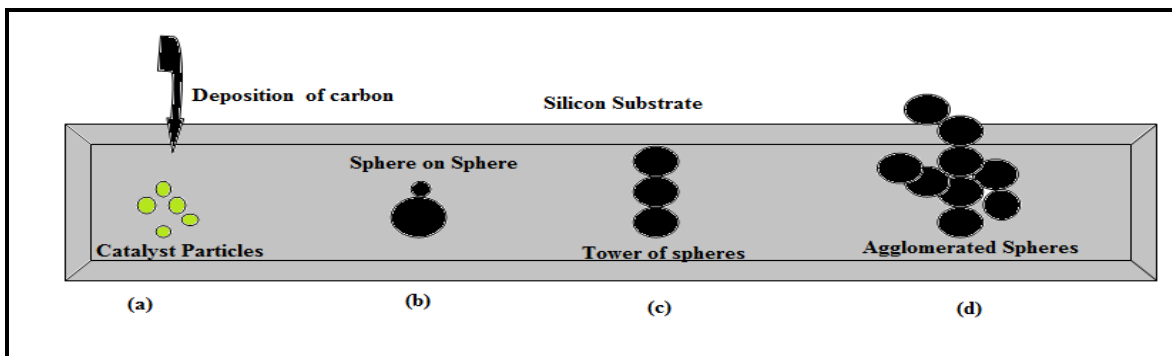 Deposition of carbon
Silicon Substrate
Sphere on Sphere
Catalyst Particles
Tower of spheres
Agglomerated Spheres
(a)
(b)
(c)
(d)